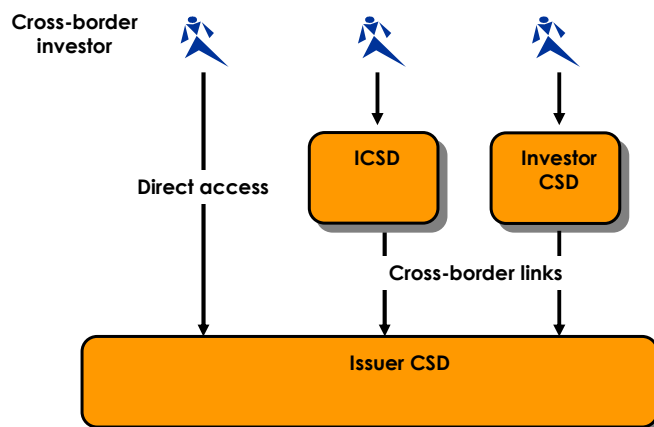 Cross-border
investor
ICSD
Investor
CSD
Direct access
Cross-border links
Issuer CSD